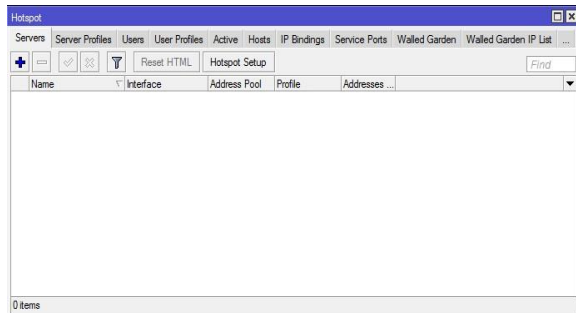 Hotspot
Servers Server Profiles Users User Profiles Active Hosts IP Bindings Service Ports Walled Garden Walled Garden IP List ...
Reset HTML Hotspot Setup Find
Name Interface Address Pool Profile Addresses ...
0 items